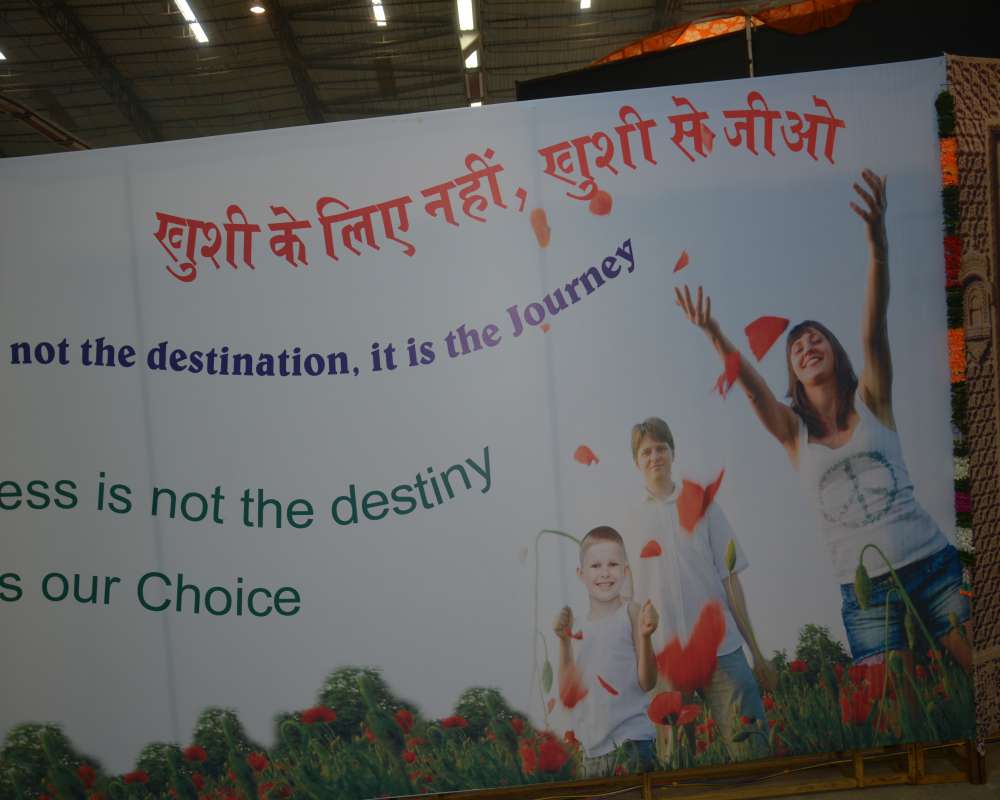 खुशी के लिए नहीं, खुशी से जीओ
not the destination, it is the Journey
ess is not the destiny
s our Choice